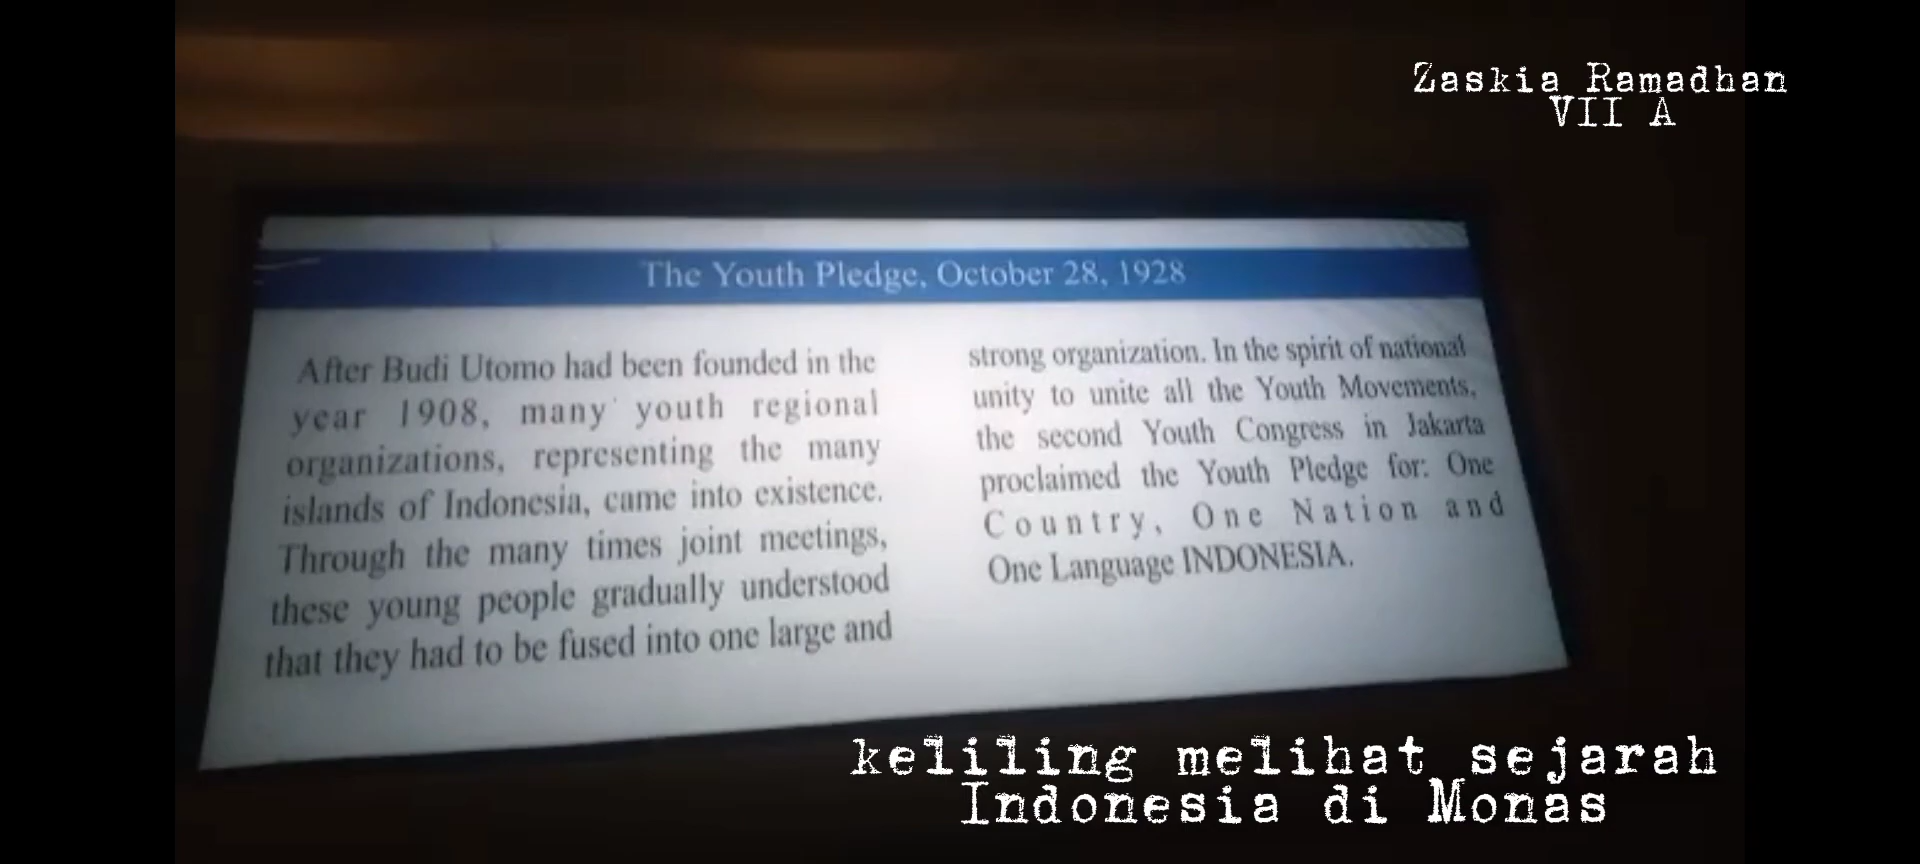 Zaskia Ramadhan
VII A
The Youth Pledge, October 28, 1928
After Budi Utomo had been founded in the
year 1908, many youth regional
organizations, representing the many
islands of Indonesia, came into existence.
Through the many times joint meetings,
these young people gradually understood
that they had to be fused into one large and
strong organization. In the spirit of national
unity to unite all the Youth Movements,
the second Youth Congress in Jakarta
proclaimed the Youth Pledge for: One
Country, One Nation and
One Language INDONESIA.
keliling melihat sejarah
Indonesia di Monas